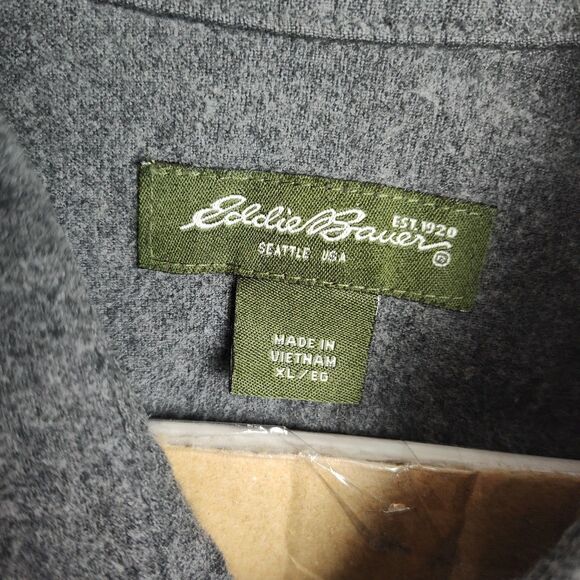 Eddie Bauer
EST. 1920
SEATTLE USA
MADE IN
VIETNAM
XL/EG